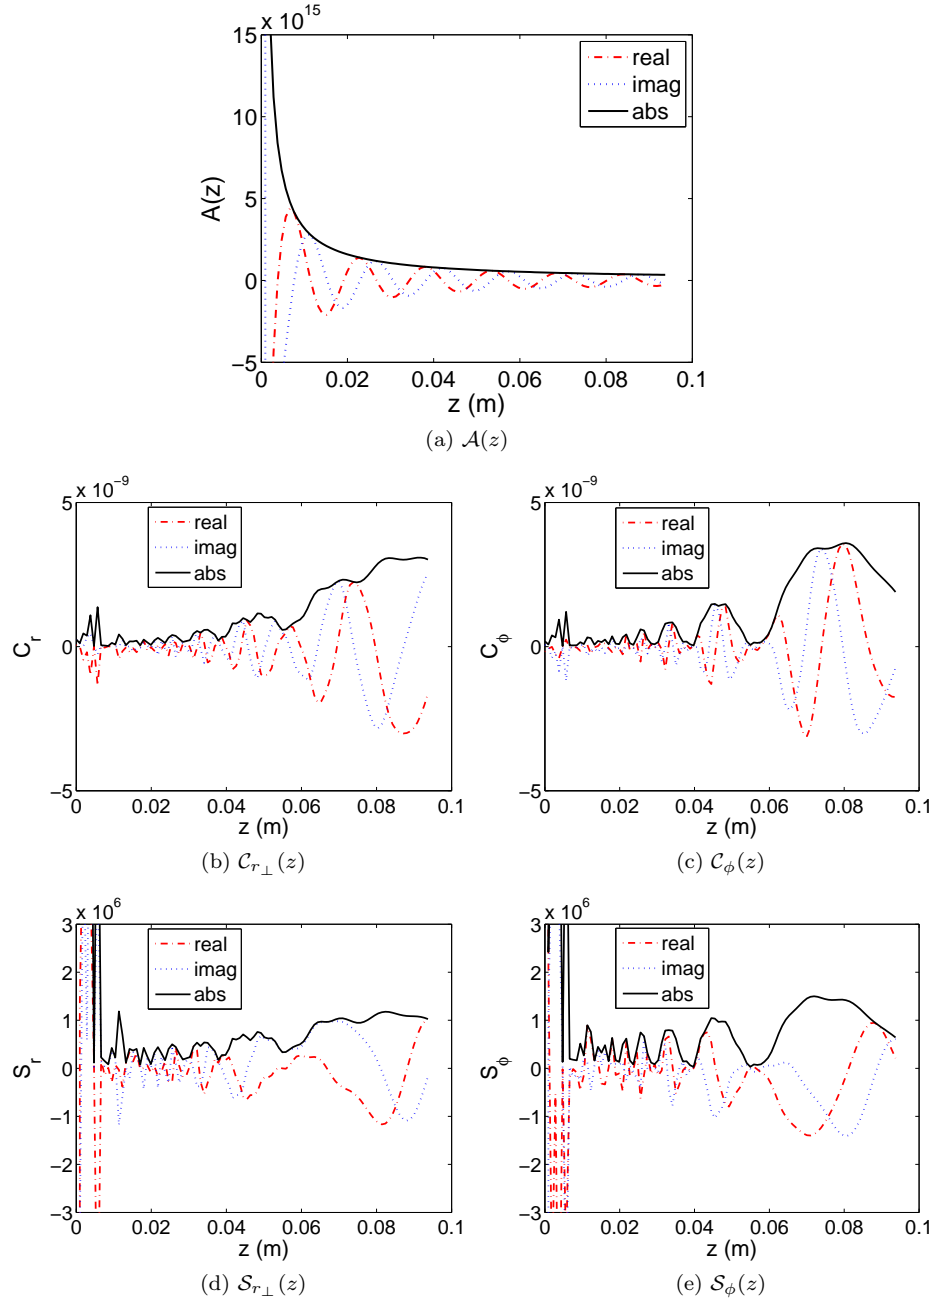 x 10^15
15
10
5
0
−5
A(z)
real
imag
abs
0 0.02 0.04 0.06 0.08 0.1
z (m)
(a) 𝒜(z)
x 10^−9
5
0
−5
C_r
real
imag
abs
0 0.02 0.04 0.06 0.08 0.1
z (m)
(b) 𝒞_{r⊥}(z)
x 10^−9
5
0
−5
C_ϕ
real
imag
abs
0 0.02 0.04 0.06 0.08 0.1
z (m)
(c) 𝒞_ϕ(z)
x 10^6
3
2
1
0
−1
−2
−3
S_r
real
imag
abs
0 0.02 0.04 0.06 0.08 0.1
z (m)
(d) 𝒮_{r⊥}(z)
x 10^6
3
2
1
0
−1
−2
−3
S_ϕ
real
imag
abs
0 0.02 0.04 0.06 0.08 0.1
z (m)
(e) 𝒮_ϕ(z)